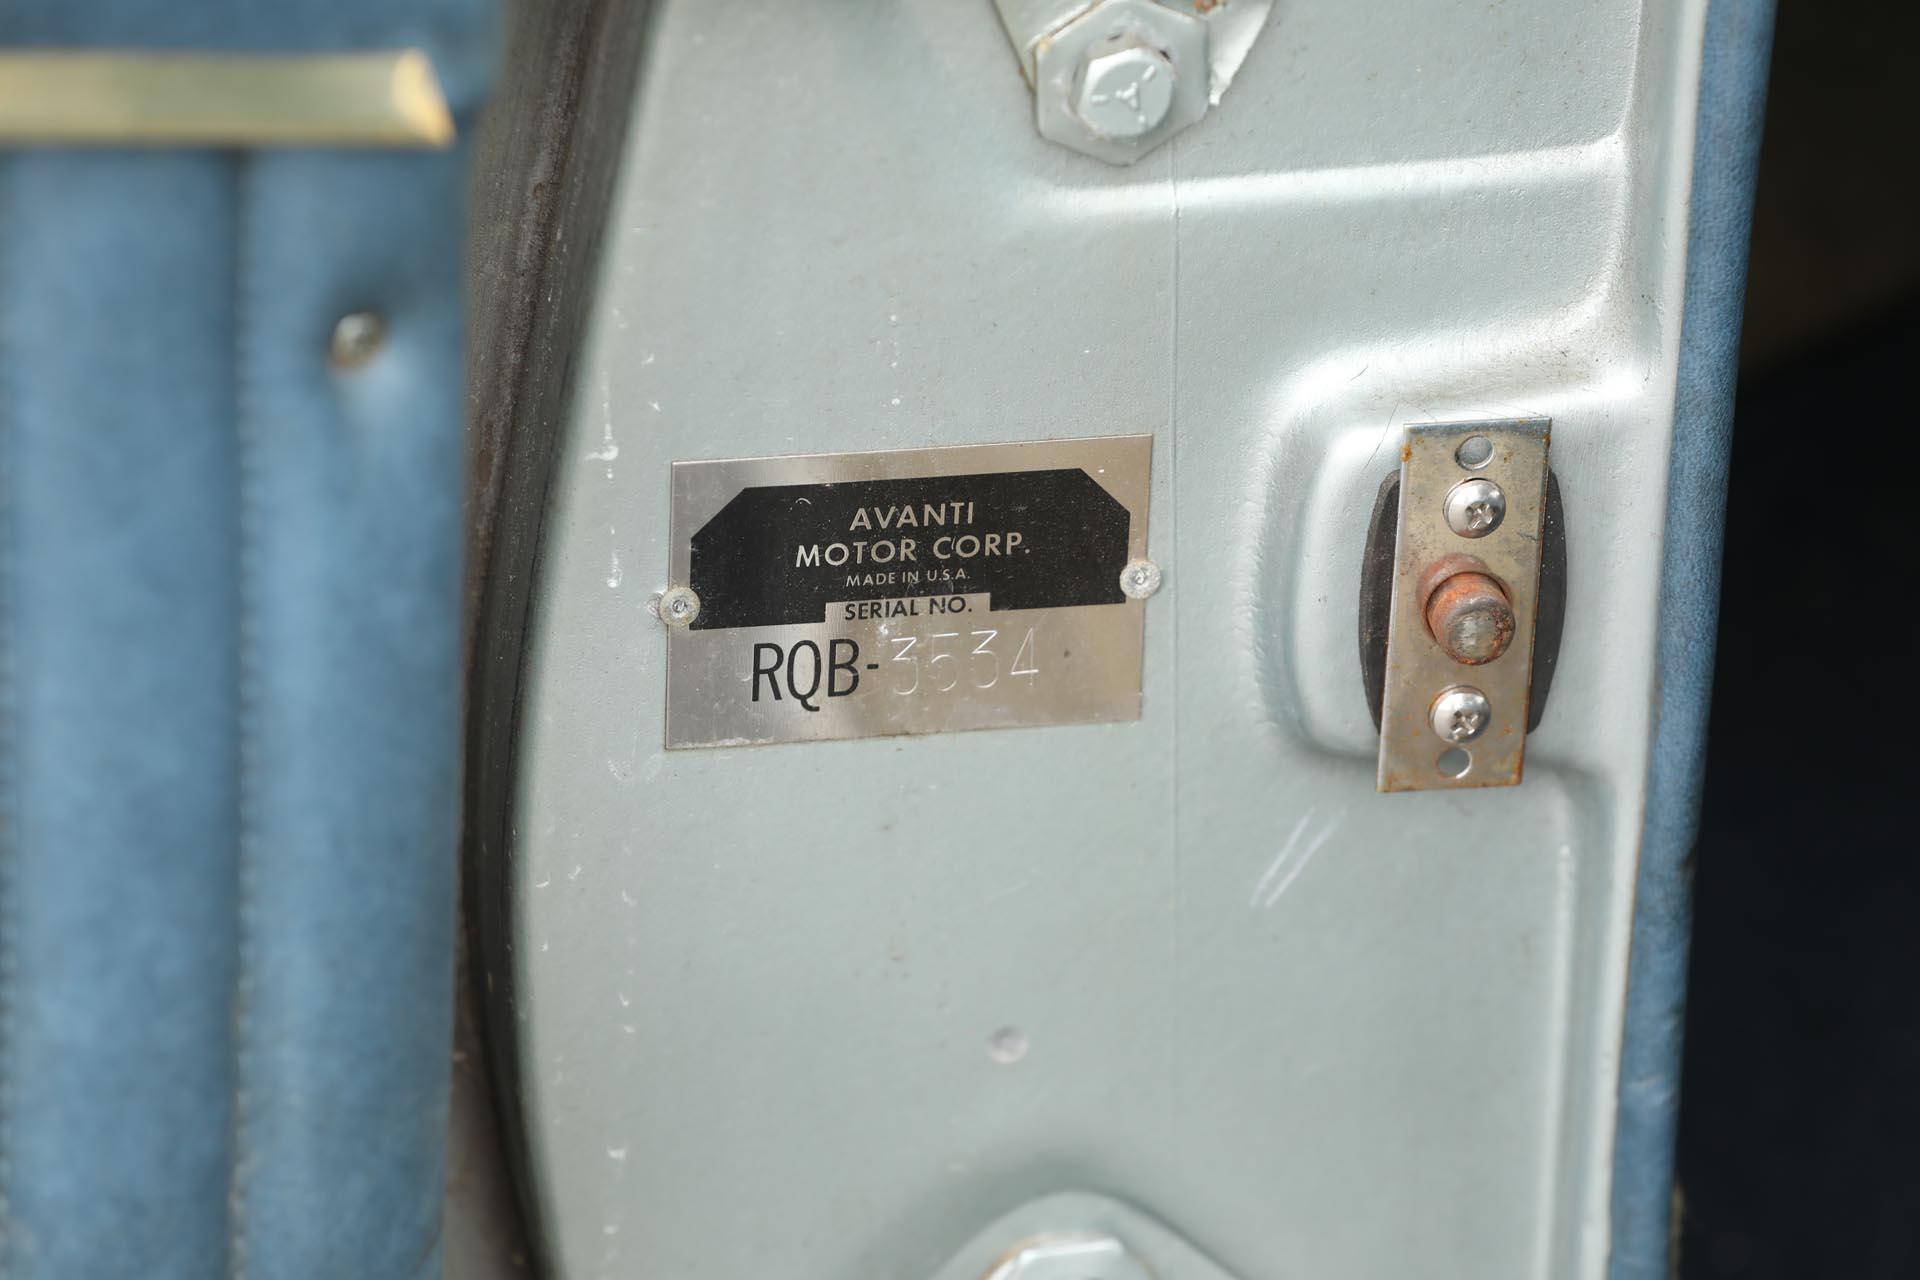 AVANTI
MOTOR CORP.
MADE IN U.S.A.
SERIAL NO.
RQB-3534